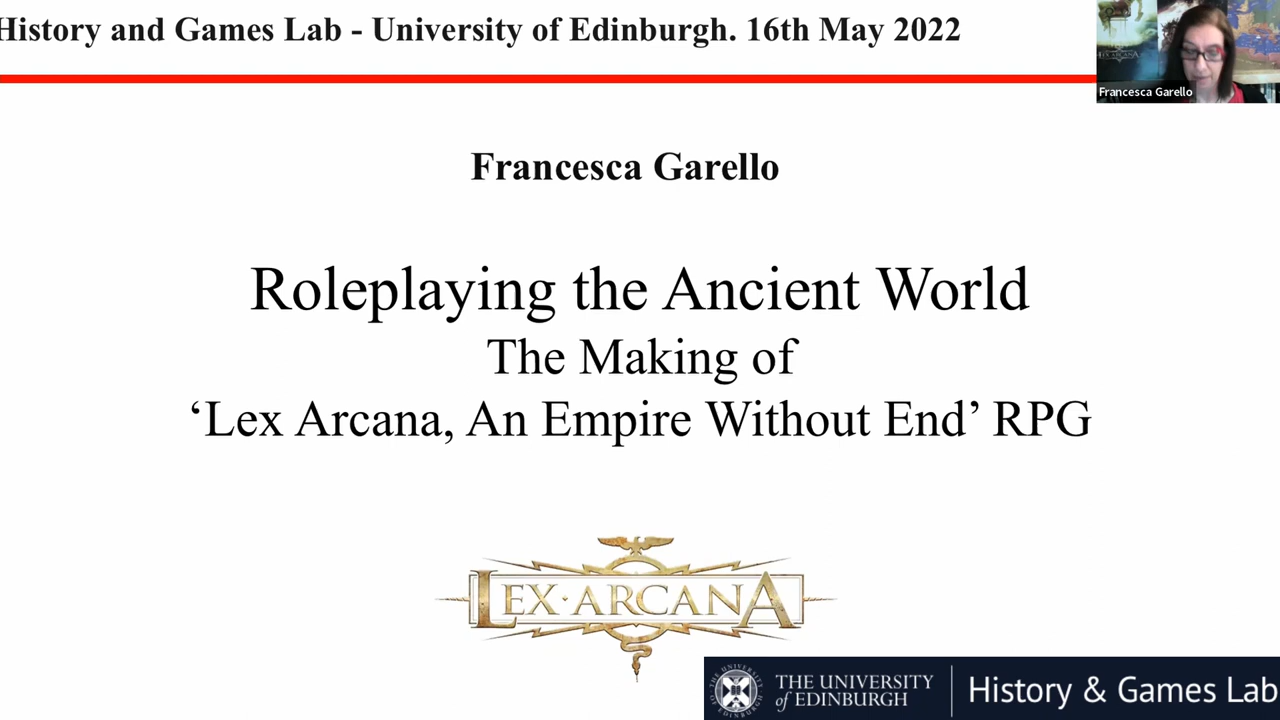 History and Games Lab - University of Edinburgh. 16th May 2022
Francesca Garello
Francesca Garello
Roleplaying the Ancient World
The Making of
‘Lex Arcana, An Empire Without End’ RPG
LEX·ARCANA
THE UNIVERSITY
of EDINBURGH
History & Games Lab